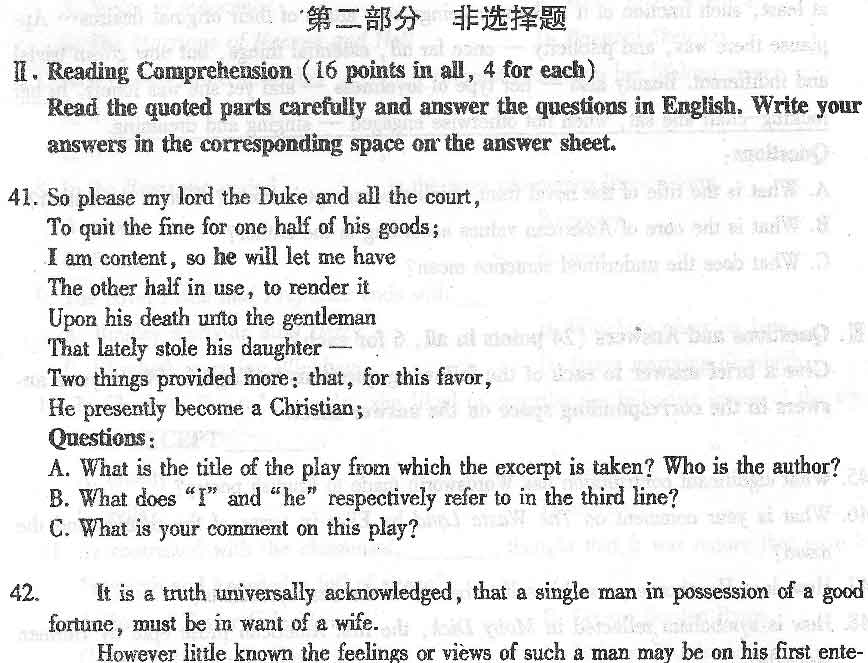 第二部分 非选择题
Ⅱ. Reading Comprehension (16 points in all, 4 for each)
Read the quoted parts carefully and answer the questions in English. Write your
answers in the corresponding space on the answer sheet.
41. So please my lord the Duke and all the court,
To quit the fine for one half of his goods;
I am content, so he will let me have
The other half in use, to render it
Upon his death unto the gentleman
That lately stole his daughter —
Two things provided more: that, for this favor,
He presently become a Christian;
Questions:
A. What is the title of the play from which the excerpt is taken? Who is the author?
B. What does “I” and “he” respectively refer to in the third line?
C. What is your comment on this play?
42. It is a truth universally acknowledged, that a single man in possession of a good
fortune, must be in want of a wife.
However little known the feelings or views of such a man may be on his first ente-